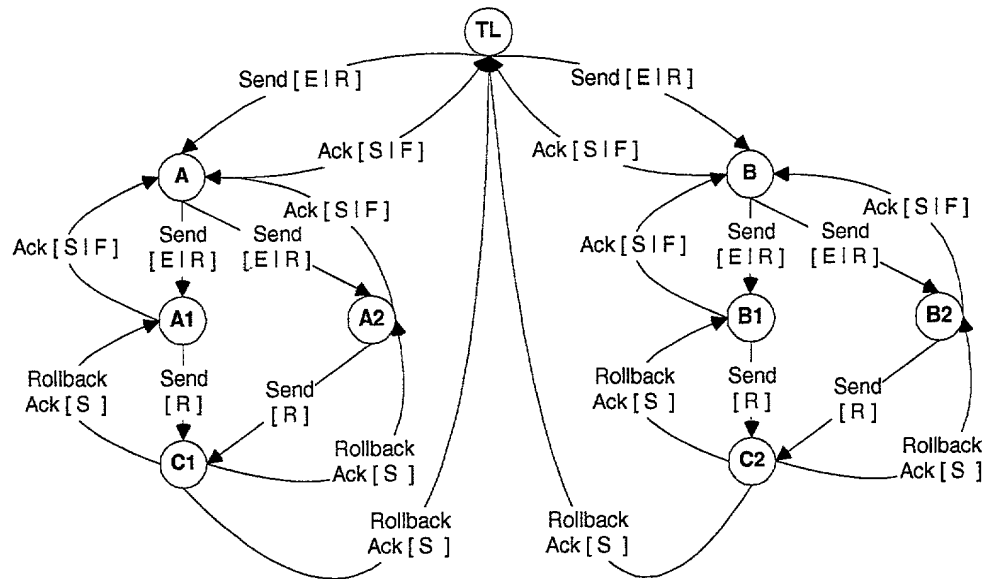 TL
Send [ E | R ]
Send [ E | R ]
Ack [ S | F ]
Ack [ S | F ]
A
B
Ack [ S | F ]
Ack [ S | F ]
Send
[ E | R ]
Send
[ E | R ]
Send
[ E | R ]
Send
[ E | R ]
Ack [ S | F ]
Ack [ S | F ]
A1
A2
B1
B2
Rollback
Ack [ S ]
Send
[ R ]
Send
[ R ]
Rollback
Ack [ S ]
Send
[ R ]
Send
[ R ]
Rollback
Ack [ S ]
Rollback
Ack [ S ]
C1
C2
Rollback
Ack [ S ]
Rollback
Ack [ S ]